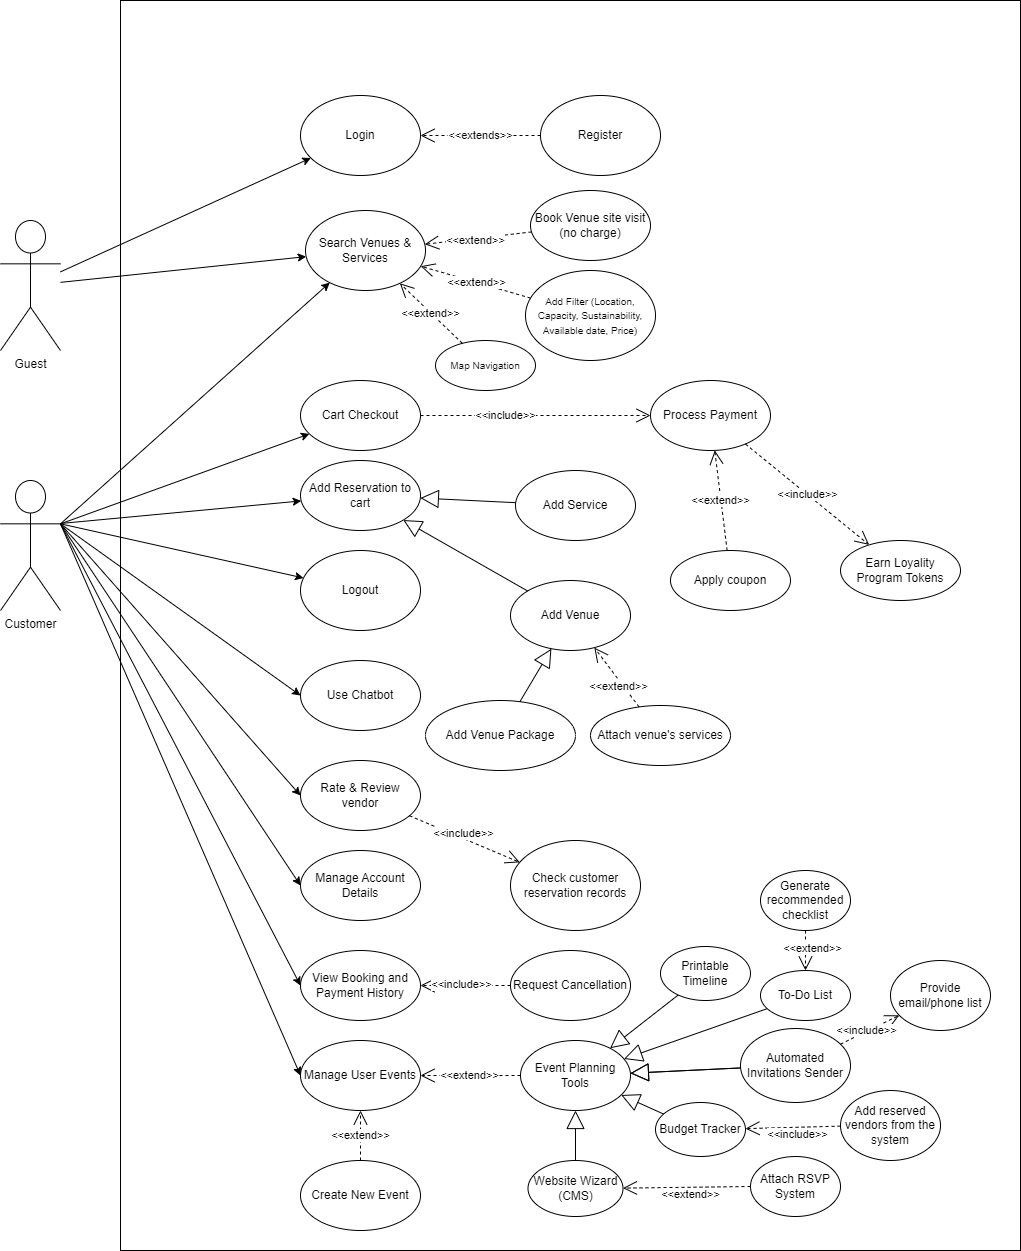 Login
<<extends>>
Register
Search Venues &
Services
<<extend>>
Book Venue site visit
(no charge)
<<extend>>
Add Filter (Location,
Capacity, Sustainability,
Available date, Price)
<<extend>>
Map Navigation
Guest
Cart Checkout
<<include>>
Process Payment
Add Reservation to
cart
Add Service
<<extend>>
<<include>>
Apply coupon
Earn Loyality
Program Tokens
Customer
Logout
Add Venue
Use Chatbot
<<extend>>
Add Venue Package
Attach venue's services
Rate & Review
vendor
<<include>>
Check customer
reservation records
Manage Account
Details
Generate
recommended
checklist
<<extend>>
View Booking and
Payment History
<<include>>
Request Cancellation
Printable
Timeline
To-Do List
Provide
email/phone list
<<include>>
Manage User Events
<<extend>>
Event Planning
Tools
Automated
Invitations Sender
Budget Tracker
<<include>>
Add reserved
vendors from the
system
<<extend>>
Create New Event
Website Wizard
(CMS)
<<extend>>
Attach RSVP
System